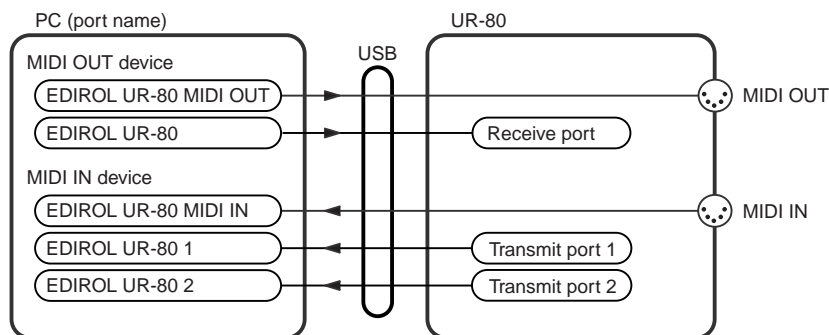 PC (port name)
UR-80
USB
MIDI OUT device
EDIROL UR-80 MIDI OUT
MIDI OUT
EDIROL UR-80
Receive port
MIDI IN device
EDIROL UR-80 MIDI IN
MIDI IN
EDIROL UR-80 1
Transmit port 1
EDIROL UR-80 2
Transmit port 2